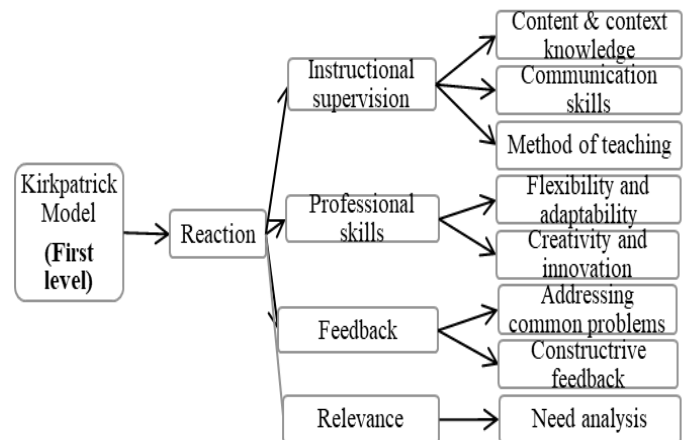 Kirkpatrick
Model
(First
level)
Reaction
Instructional
supervision
Professional
skills
Feedback
Relevance
Content & context
knowledge
Communication
skills
Method of teaching
Flexibility and
adaptability
Creativity and
innovation
Addressing
common problems
Constructrive
feedback
Need analysis